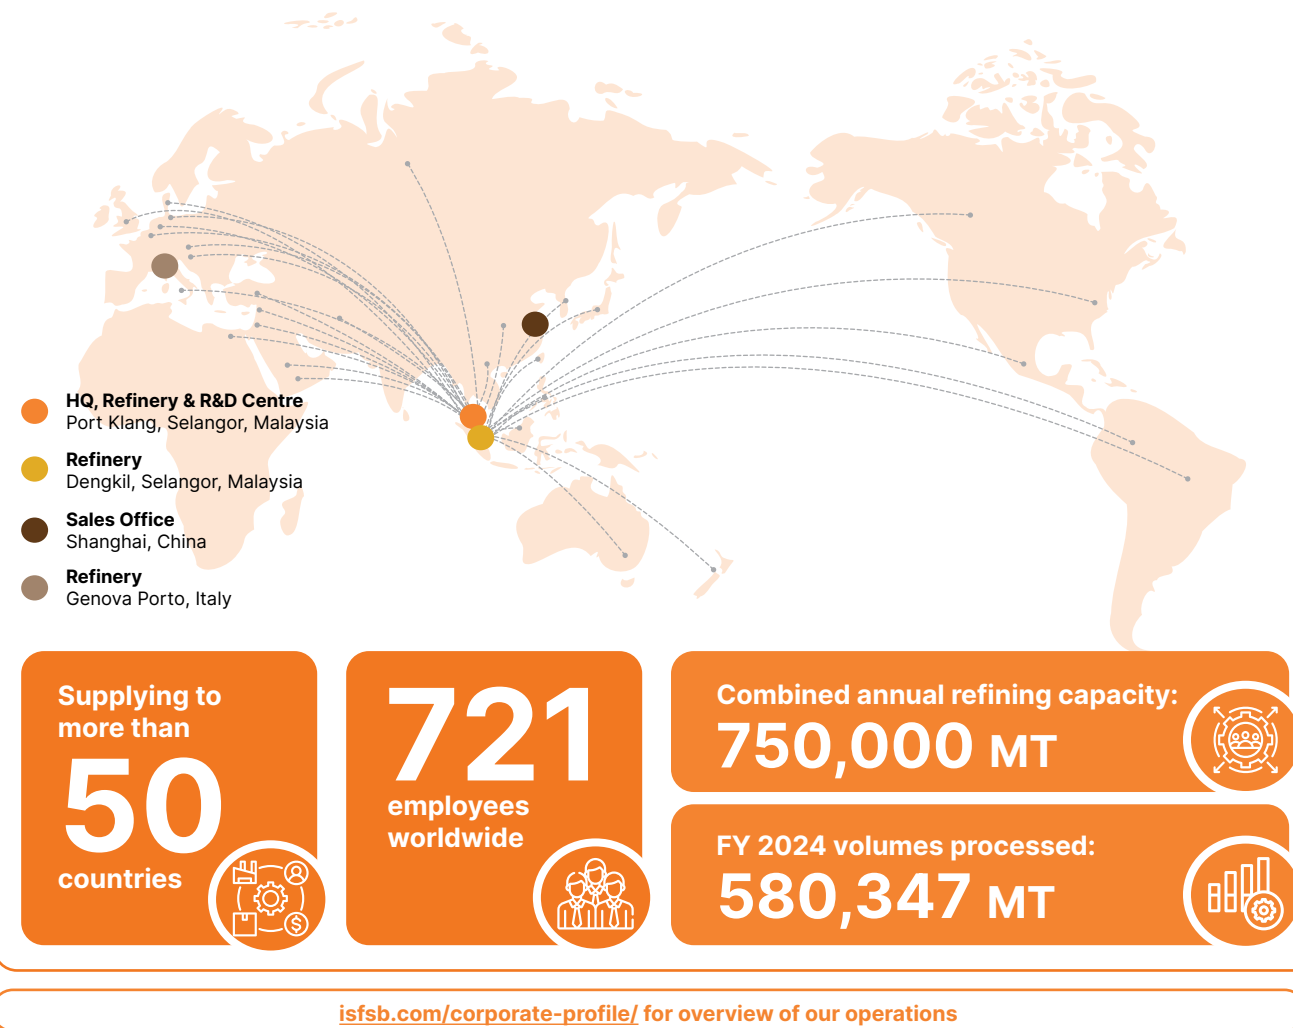 HQ, Refinery & R&D Centre
Port Klang, Selangor, Malaysia
Refinery
Dengkil, Selangor, Malaysia
Sales Office
Shanghai, China
Refinery
Genova Porto, Italy
Supplying to
more than
50
countries
721
employees
worldwide
Combined annual refining capacity:
750,000 MT
FY 2024 volumes processed:
580,347 MT
isfsb.com/corporate-profile/ for overview of our operations